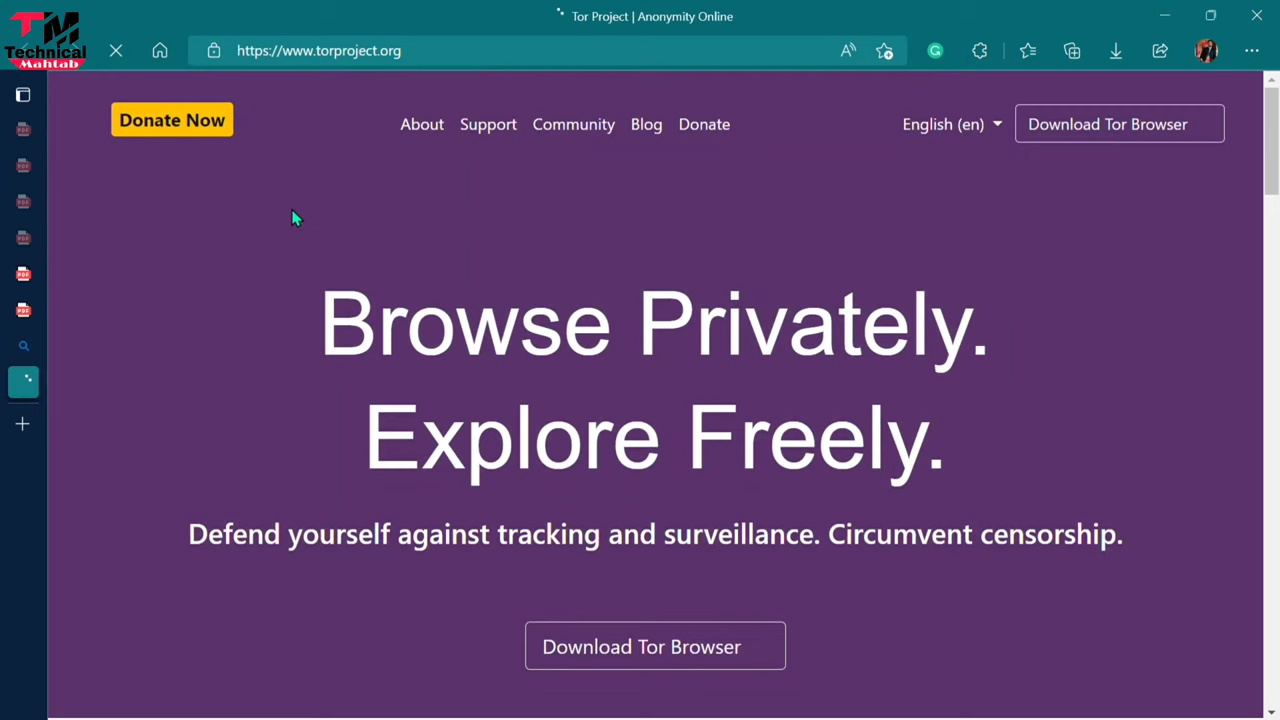 Tor Project | Anonymity Online
TM
Technical
Mahtab
https://www.torproject.org
Donate Now
About Support Community Blog Donate
English (en)
Download Tor Browser
Browse Privately.
Explore Freely.
Defend yourself against tracking and surveillance. Circumvent censorship.
Download Tor Browser